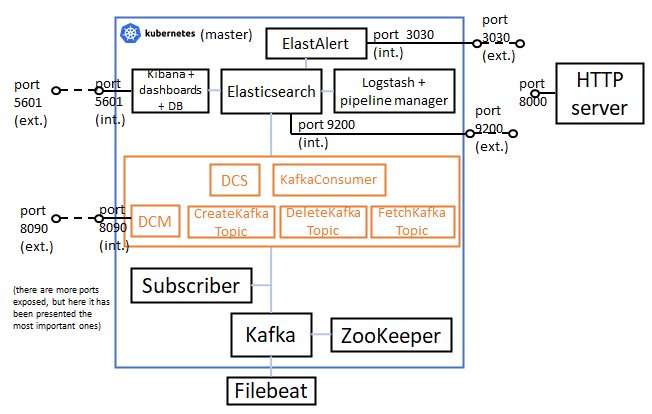 kubernetes (master)
ElastAlert
port 3030
(int.)
port
3030
(ext.)
port
5601
(ext.)
port
5601
(int.)
Kibana +
dashboards
+ DB
Elasticsearch
Logstash +
pipeline manager
port 9200
(int.)
port
9200
(ext.)
port
8000
HTTP
server
DCS
KafkaConsumer
port
8090
(ext.)
port
8090
(int.)
DCM
CreateKafka
Topic
DeleteKafka
Topic
FetchKafka
Topic
(there are more ports
exposed, but here it has
been presented the
most important ones)
Subscriber
Kafka
ZooKeeper
Filebeat